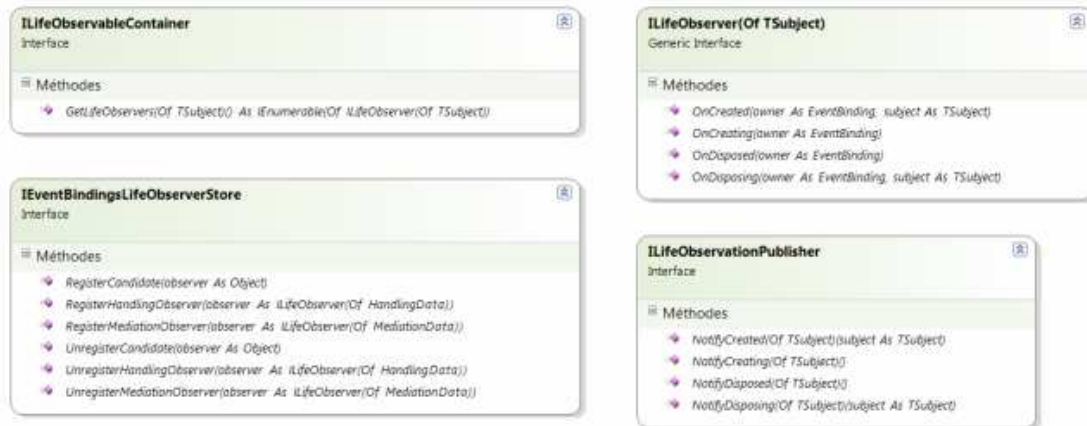 ILifeObservableContainer
Interface
Méthodes
GetLifeObservers(Of TSubject)() As IEnumerable(Of ILifeObserver(Of TSubject))
IEventBindingsLifeObserverStore
Interface
Méthodes
RegisterCandidate(observer As Object)
RegisterHandlingObserver(observer As ILifeObserver(Of HandlingData))
RegisterMediationObserver(observer As ILifeObserver(Of MediationData))
UnregisterCandidate(observer As Object)
UnregisterHandlingObserver(observer As ILifeObserver(Of HandlingData))
UnregisterMediationObserver(observer As ILifeObserver(Of MediationData))
ILifeObserver(Of TSubject)
Generic Interface
Méthodes
OnCreated(owner As EventBinding, subject As TSubject)
OnCreating(owner As EventBinding)
OnDisposed(owner As EventBinding)
OnDisposing(owner As EventBinding, subject As TSubject)
ILifeObservationPublisher
Interface
Méthodes
NotifyCreated(Of TSubject)(subject As TSubject)
NotifyCreating(Of TSubject)()
NotifyDisposed(Of TSubject)()
NotifyDisposing(Of TSubject)(subject As TSubject)